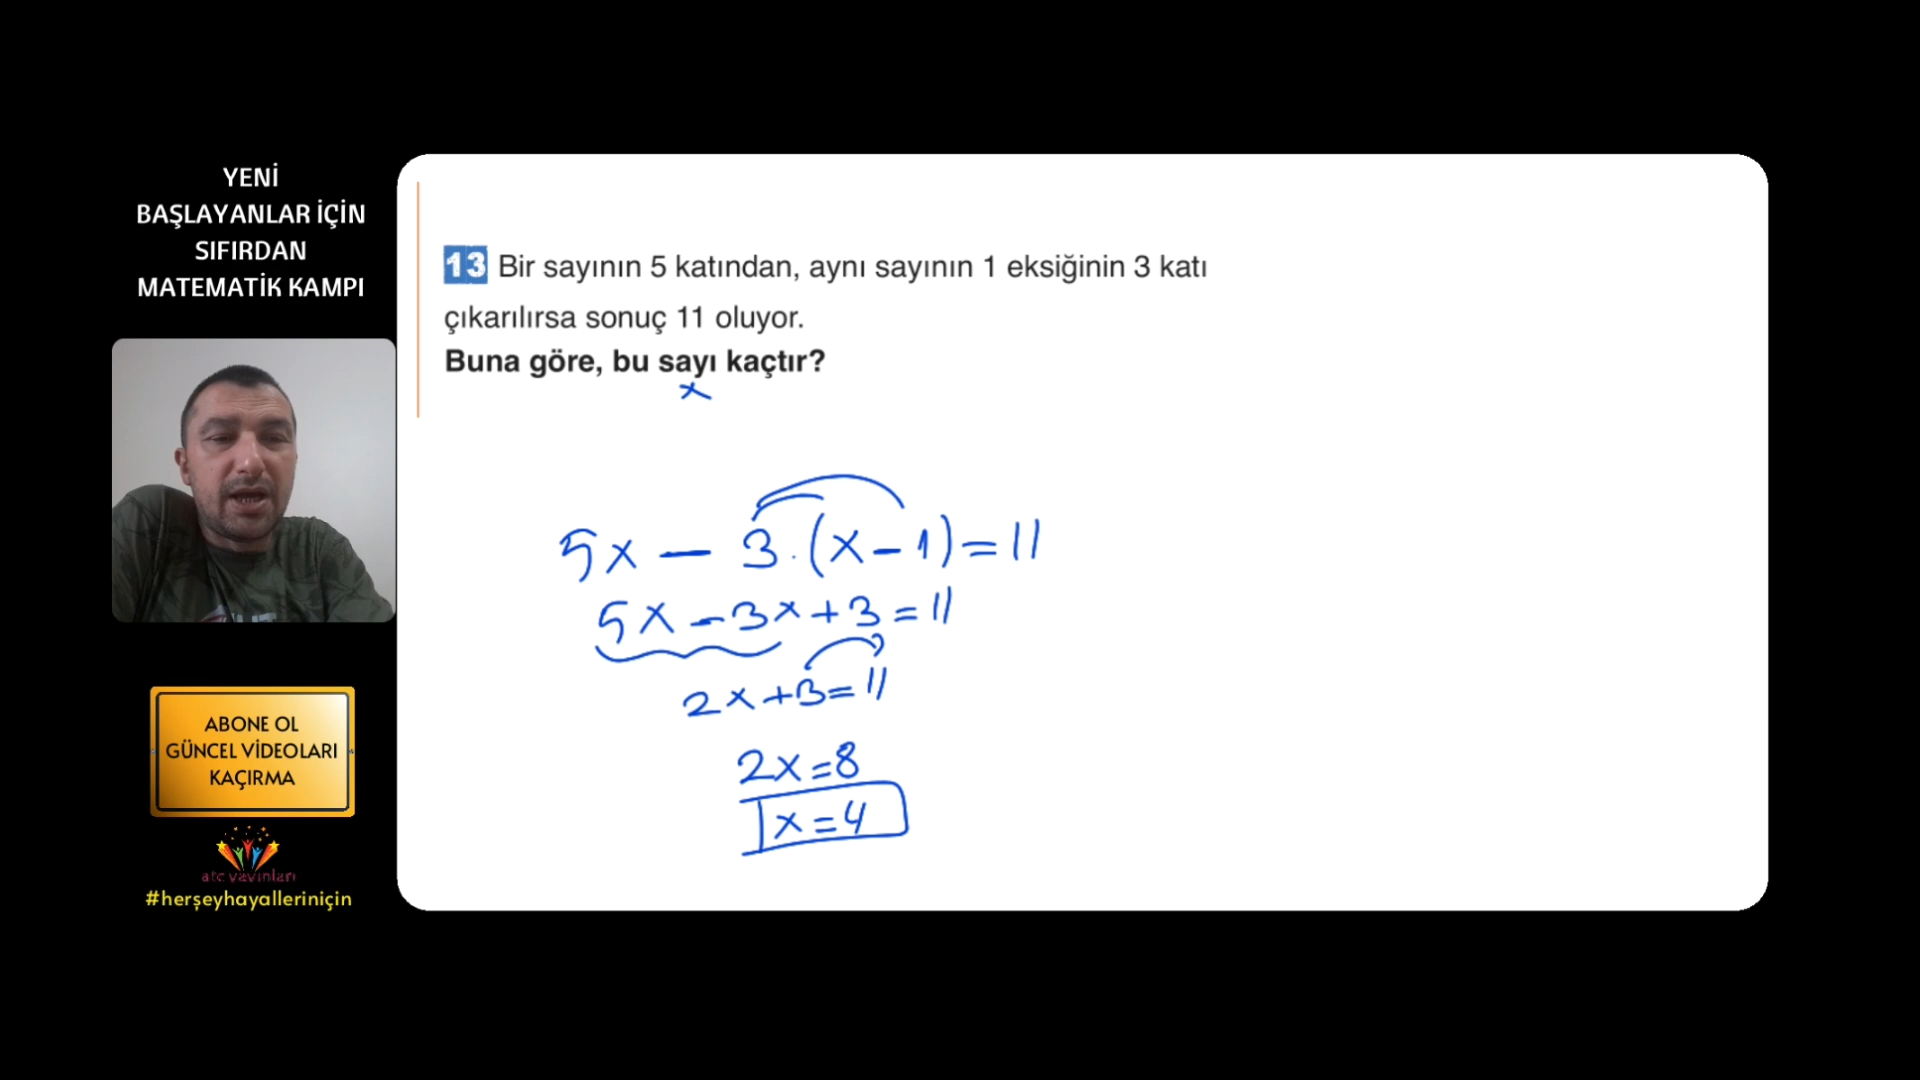 YENİ
BAŞLAYANLAR İÇİN
SIFIRDAN
MATEMATİK KAMPI
13 Bir sayının 5 katından, aynı sayının 1 eksiğinin 3 katı
çıkarılırsa sonuç 11 oluyor.
Buna göre, bu sayı kaçtır?
x
5x - 3.(x-1)=11
5x-3x+3=11
2x+3=11
2x=8
x=4
ABONE OL
GÜNCEL VİDEOLARI
KAÇIRMA
atc yayınları
#herşeyhayalleriniçin